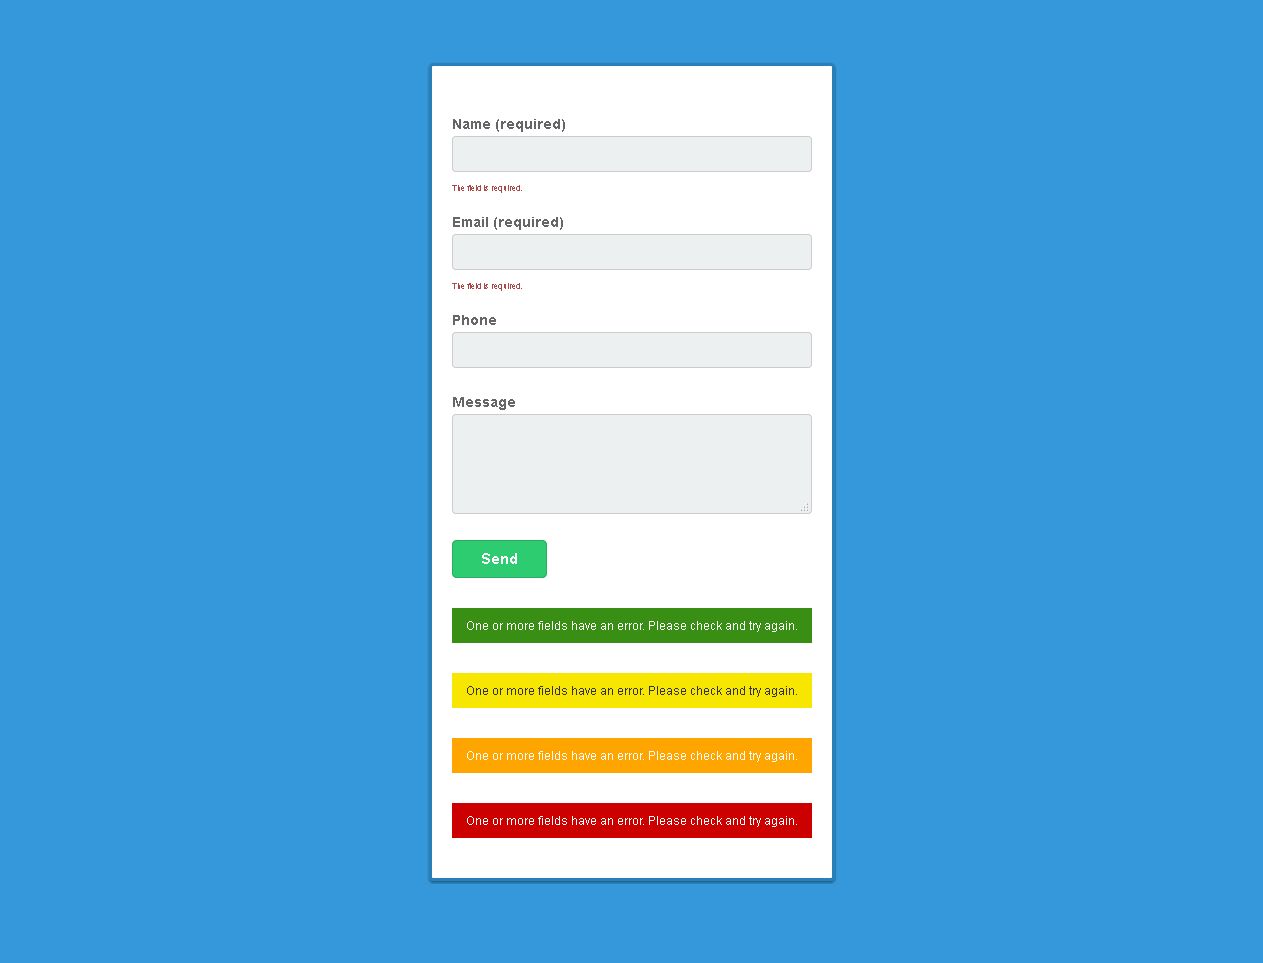 Name (required)
The field is required.
Email (required)
The field is required.
Phone
Message
Send
One or more fields have an error. Please check and try again.
One or more fields have an error. Please check and try again.
One or more fields have an error. Please check and try again.
One or more fields have an error. Please check and try again.